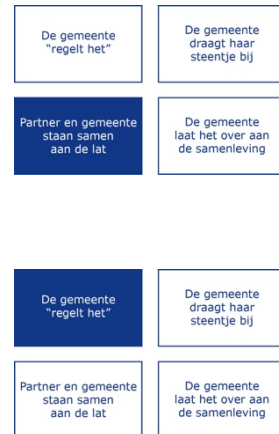 De gemeente
“regelt het”
De gemeente
draagt haar
steentje bij
Partner en gemeente
staan samen
aan de lat
De gemeente
laat het over aan
de samenleving
De gemeente
“regelt het”
De gemeente
draagt haar
steentje bij
Partner en gemeente
staan samen
aan de lat
De gemeente
laat het over aan
de samenleving